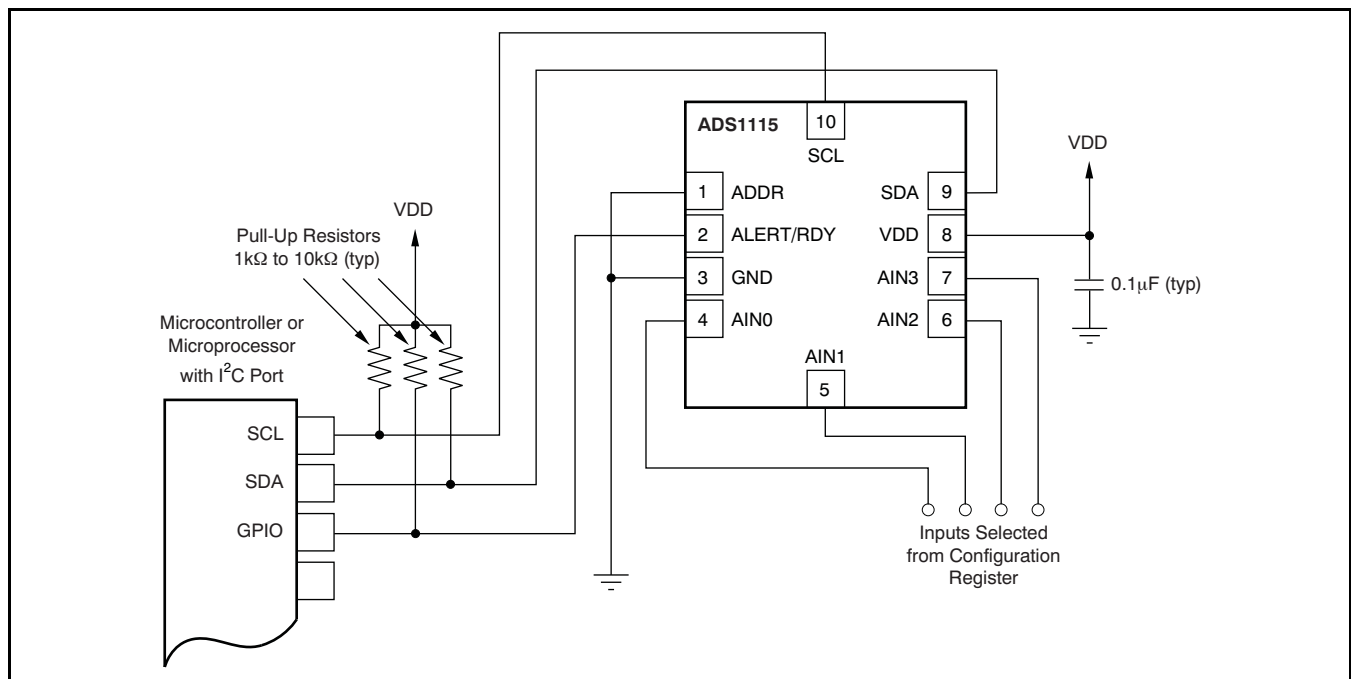 ADS1115
10
SCL
1 ADDR
2 ALERT/RDY
3 GND
4 AIN0
AIN1
5
SDA 9
VDD 8
AIN3 7
AIN2 6
VDD
0.1µF (typ)
VDD
Pull-Up Resistors
1kΩ to 10kΩ (typ)
Microcontroller or
Microprocessor
with I²C Port
SCL
SDA
GPIO
Inputs Selected
from Configuration
Register